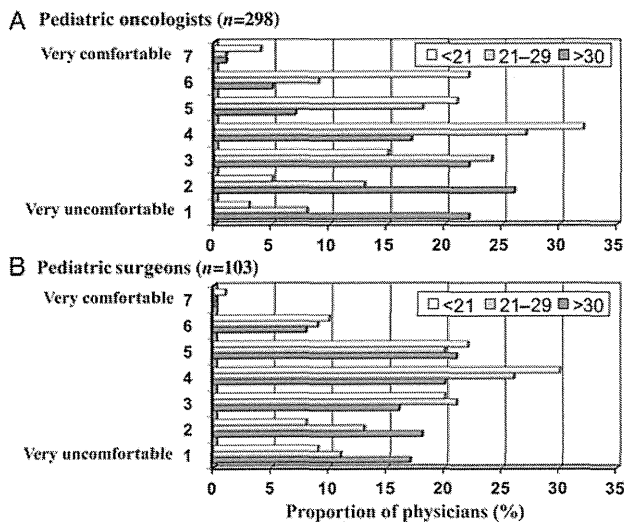 A Pediatric oncologists (n=298)
Very comfortable 7
<21 21–29 >30
6
5
4
3
2
Very uncomfortable 1
0 5 10 15 20 25 30 35
B Pediatric surgeons (n=103)
Very comfortable 7
<21 21–29 >30
6
5
4
3
2
Very uncomfortable 1
0 5 10 15 20 25 30 35
Proportion of physicians (%)